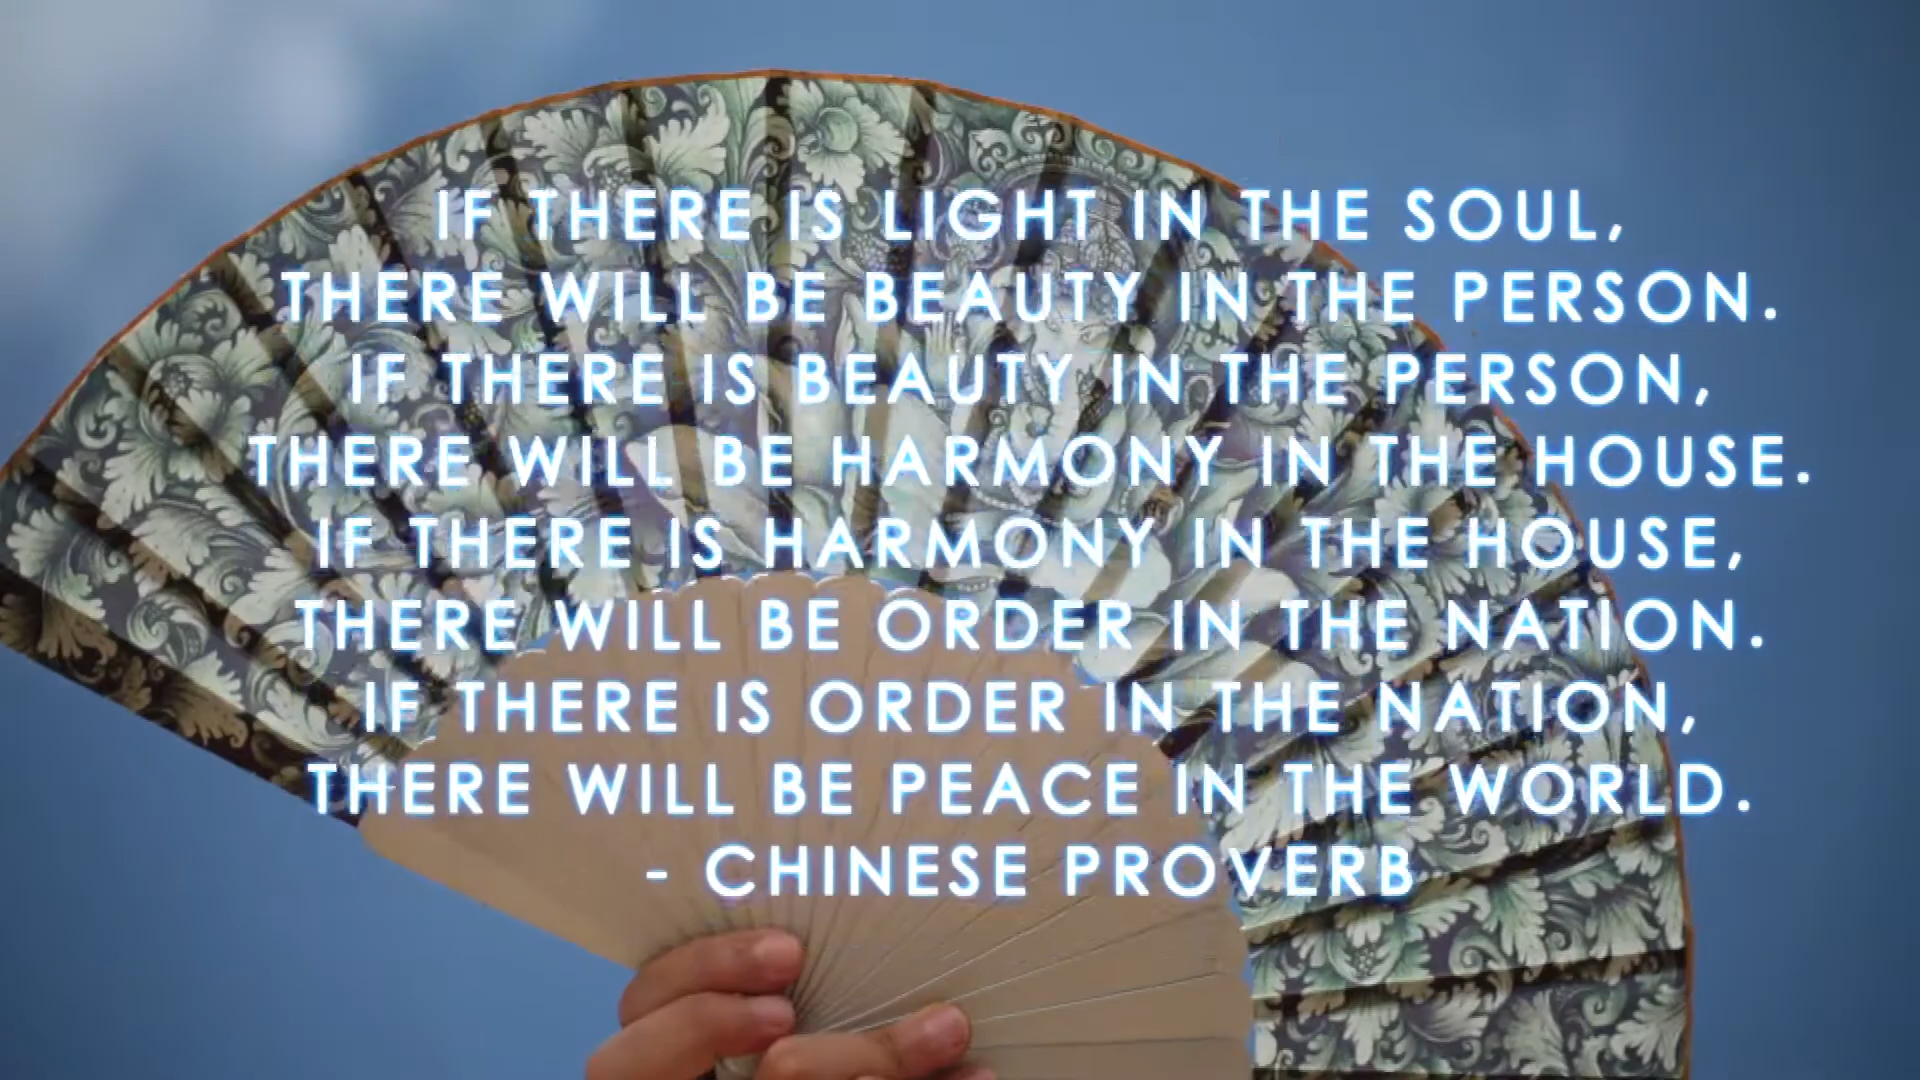 IF THERE IS LIGHT IN THE SOUL,
THERE WILL BE BEAUTY IN THE PERSON.
IF THERE IS BEAUTY IN THE PERSON,
THERE WILL BE HARMONY IN THE HOUSE.
IF THERE IS HARMONY IN THE HOUSE,
THERE WILL BE ORDER IN THE NATION.
IF THERE IS ORDER IN THE NATION,
THERE WILL BE PEACE IN THE WORLD.
- CHINESE PROVERB